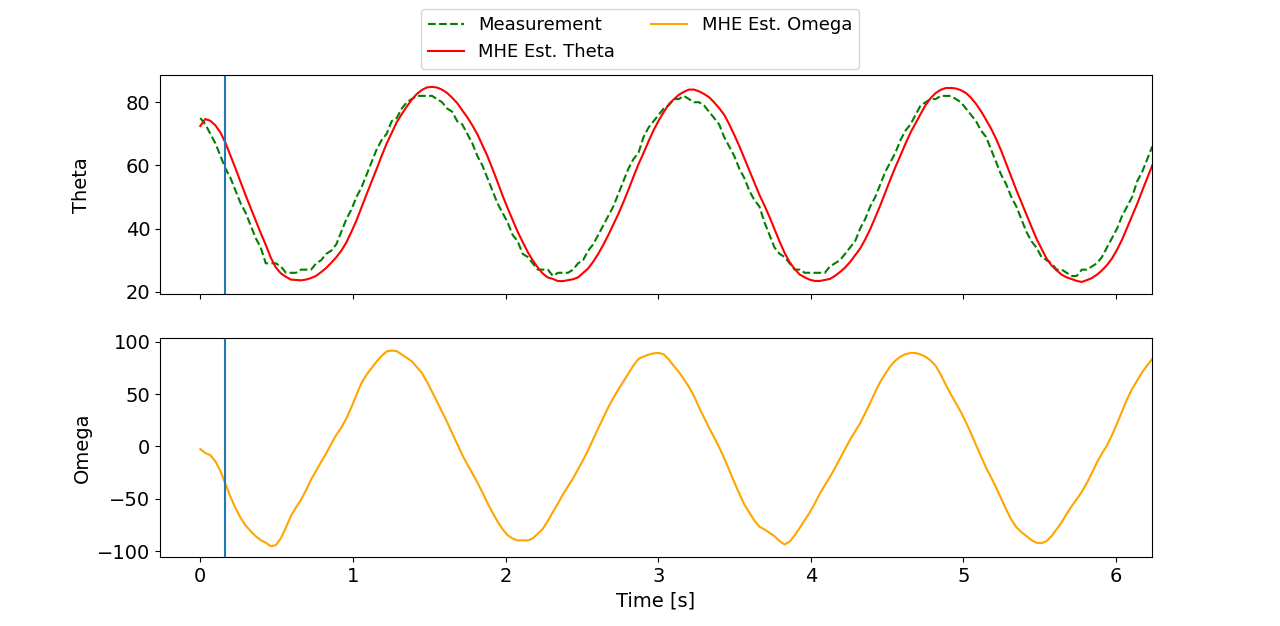 Measurement
MHE Est. Theta
MHE Est. Omega
Theta
80
60
40
20
Omega
100
50
0
−50
−100
0 1 2 3 4 5 6
Time [s]